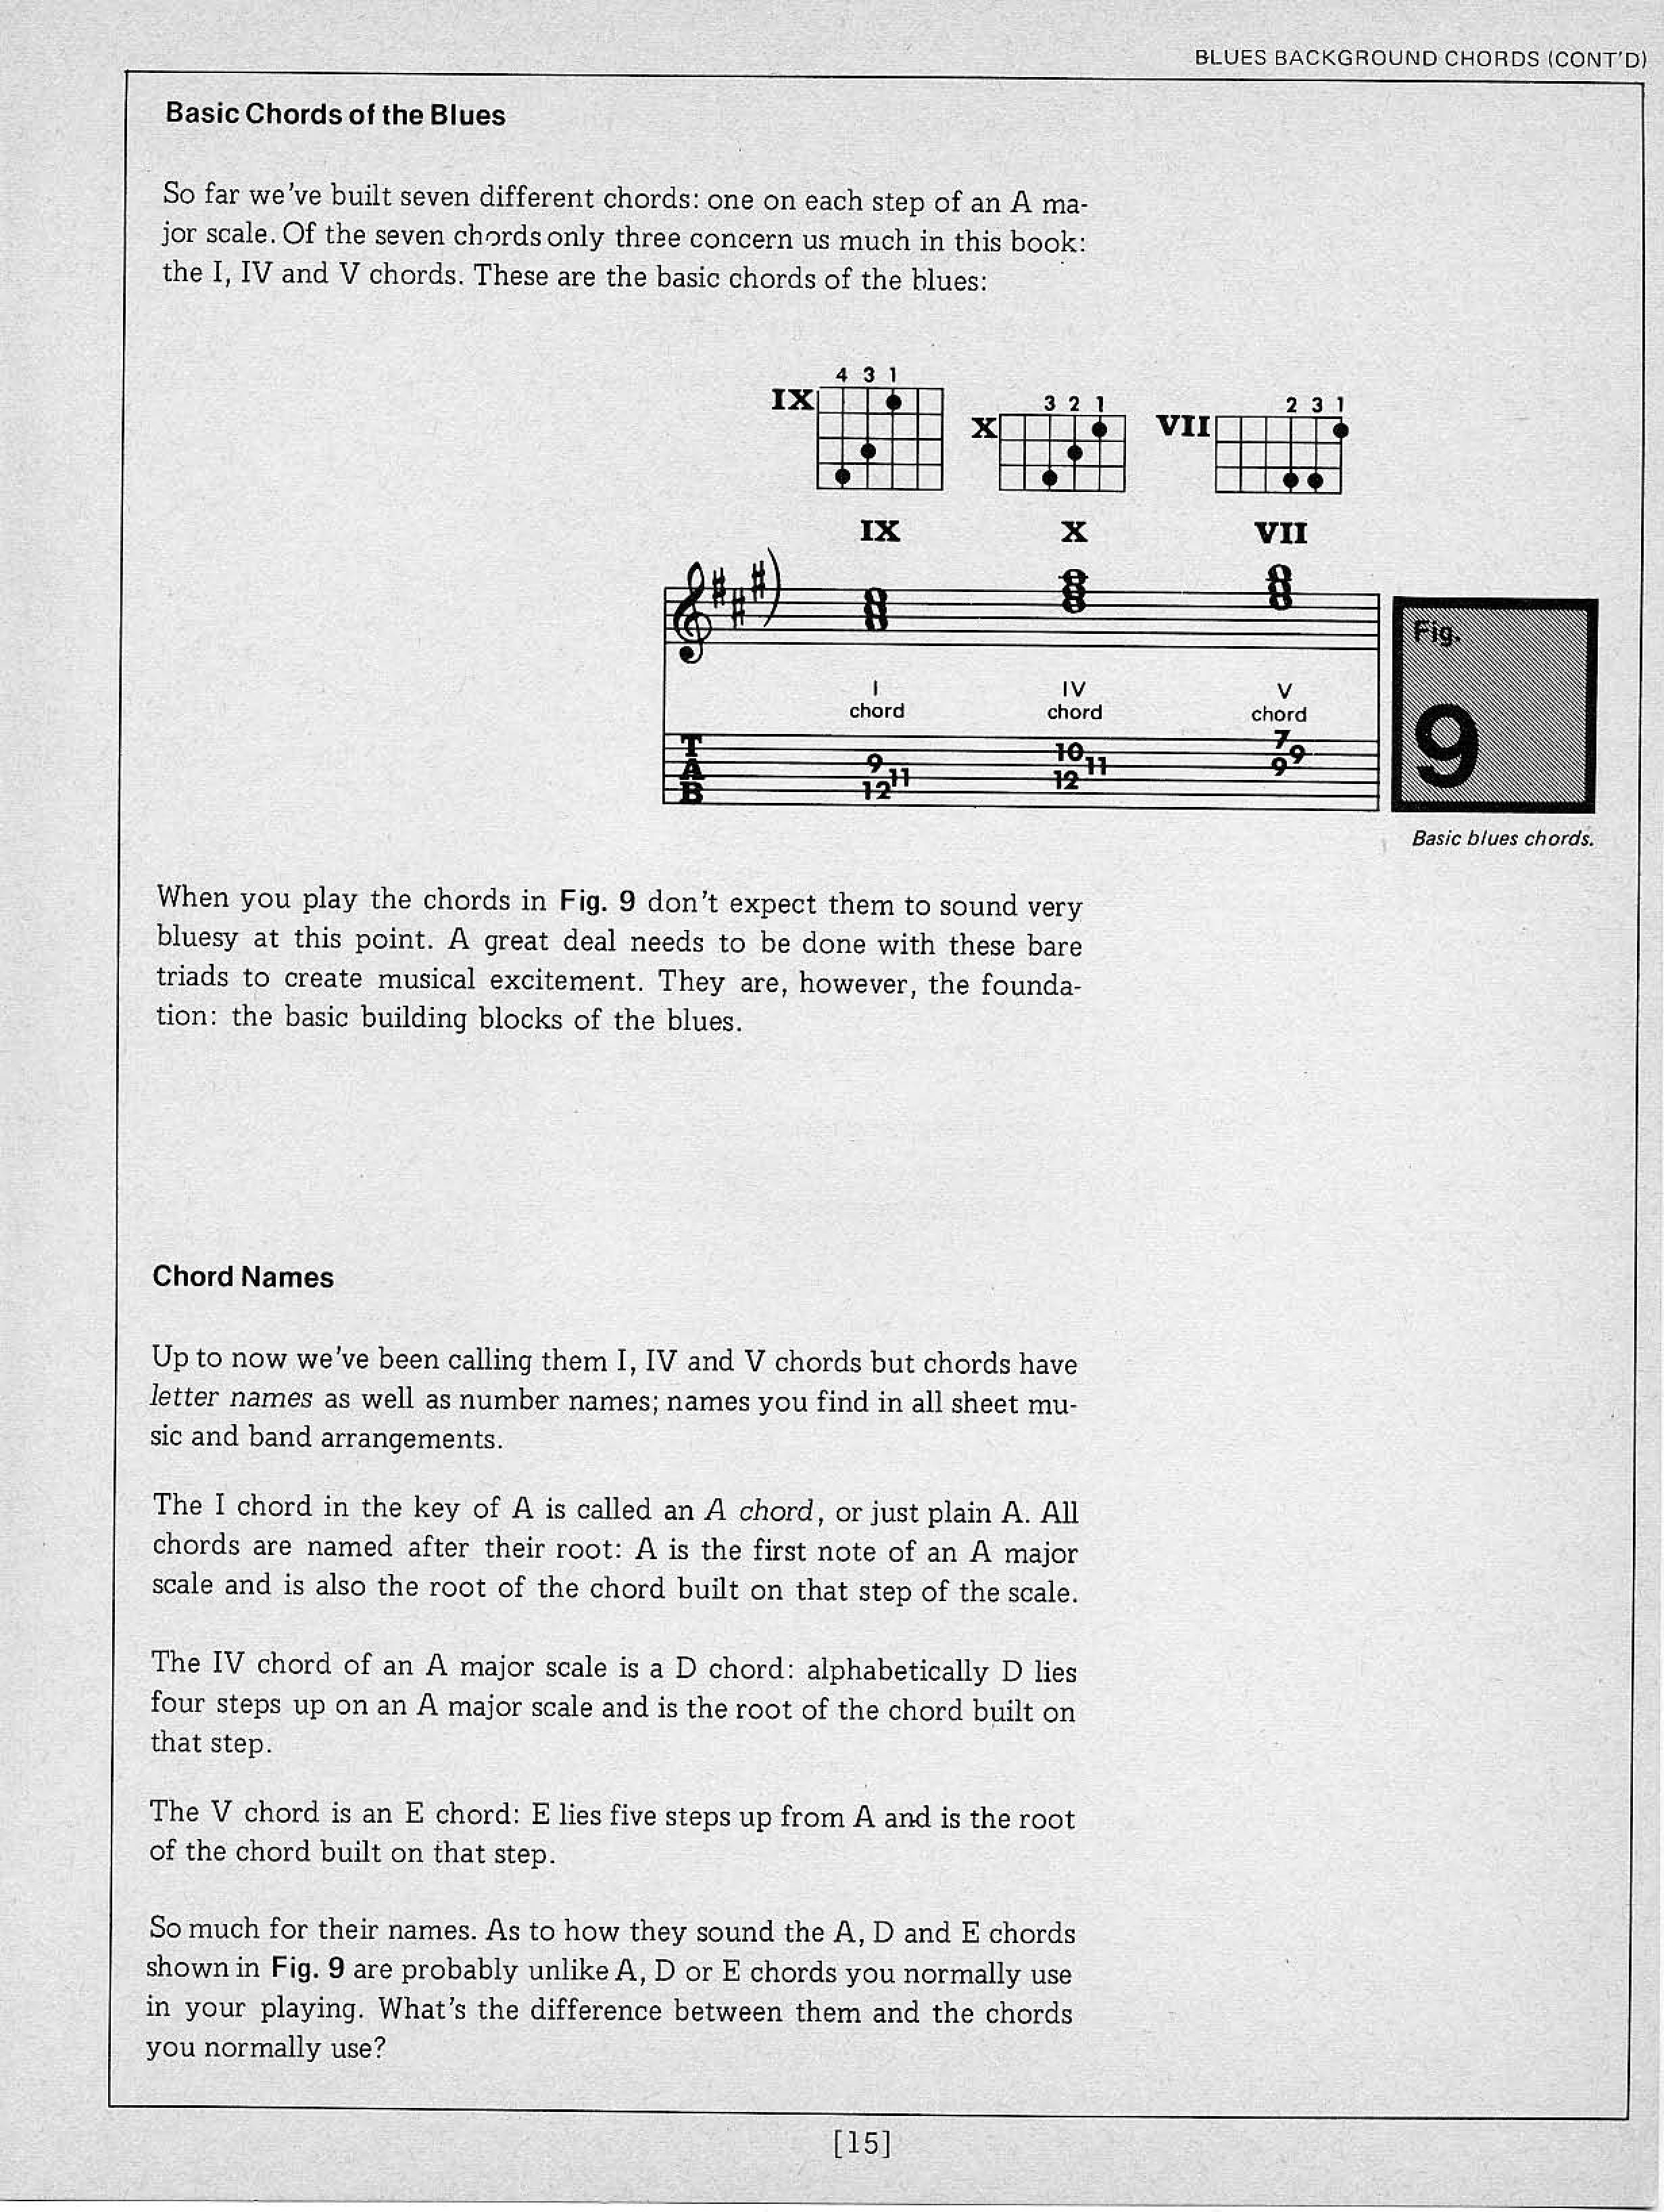 BLUES BACKGROUND CHORDS (CONT'D)
Basic Chords of the Blues
So far we've built seven different chords: one on each step of an A ma-
jor scale. Of the seven chords only three concern us much in this book:
the I, IV and V chords. These are the basic chords of the blues:
4 3 1
IX
3 2 1
X
2 3 1
VII
IX X VII
I
chord
IV
chord
V
chord
T
A
B
9
11
12
10
11
12
7
9
9
Fig.
9
Basic blues chords.
When you play the chords in Fig. 9 don't expect them to sound very
bluesy at this point. A great deal needs to be done with these bare
triads to create musical excitement. They are, however, the founda-
tion: the basic building blocks of the blues.
Chord Names
Up to now we've been calling them I, IV and V chords but chords have
letter names as well as number names; names you find in all sheet mu-
sic and band arrangements.
The I chord in the key of A is called an A chord, or just plain A. All
chords are named after their root: A is the first note of an A major
scale and is also the root of the chord built on that step of the scale.
The IV chord of an A major scale is a D chord: alphabetically D lies
four steps up on an A major scale and is the root of the chord built on
that step.
The V chord is an E chord: E lies five steps up from A and is the root
of the chord built on that step.
So much for their names. As to how they sound the A, D and E chords
shown in Fig. 9 are probably unlike A, D or E chords you normally use
in your playing. What's the difference between them and the chords
you normally use?
[15]